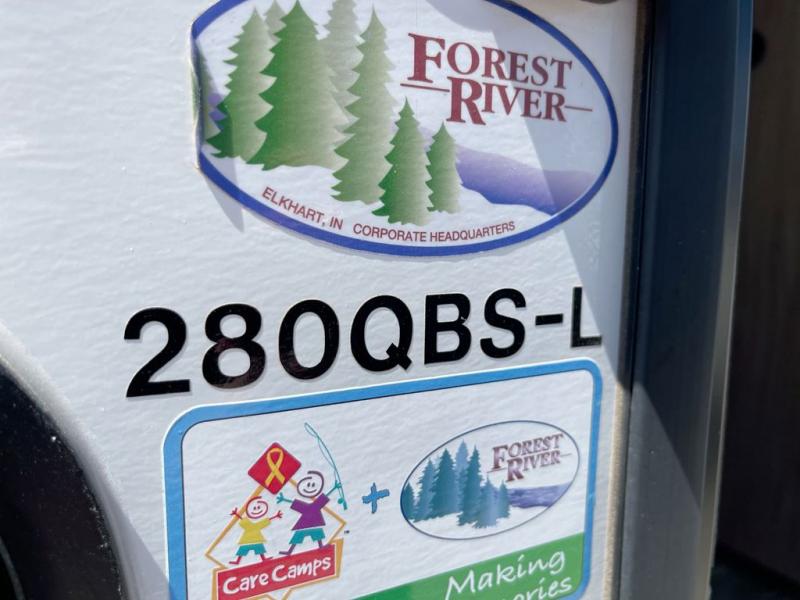 FOREST
RIVER
ELKHART, IN CORPORATE HEADQUARTERS
280QBS-L
FOREST
RIVER
Care Camps
+
Making